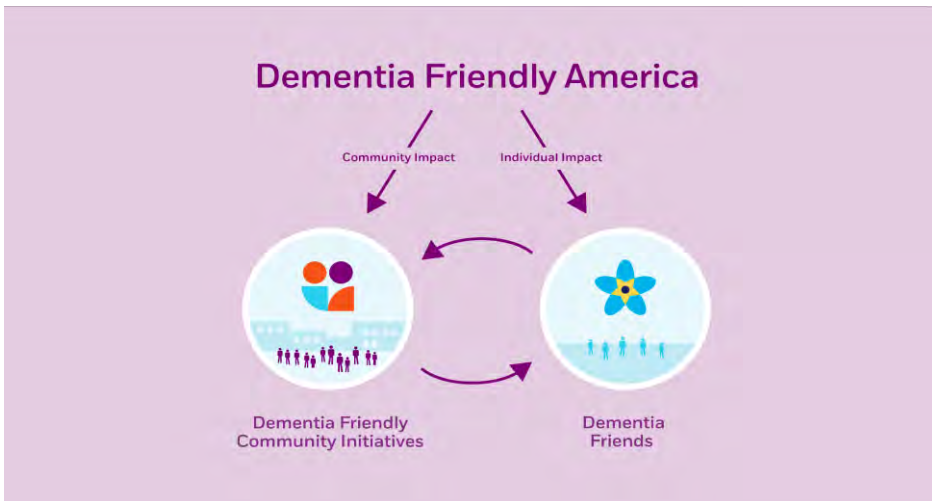 Dementia Friendly America
Community Impact
Individual Impact
Dementia Friendly
Community Initiatives
Dementia
Friends